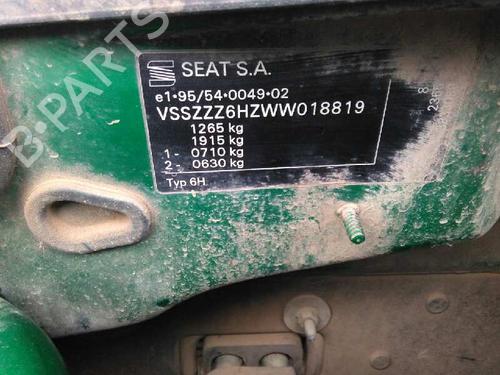 B-PARTS
SEAT S.A.
e1•95/54•0049•02
VSSZZZ6HZWW018819
1265 kg
1915 kg
1 - 0710 kg
2 - 0630 kg
Typ 6H